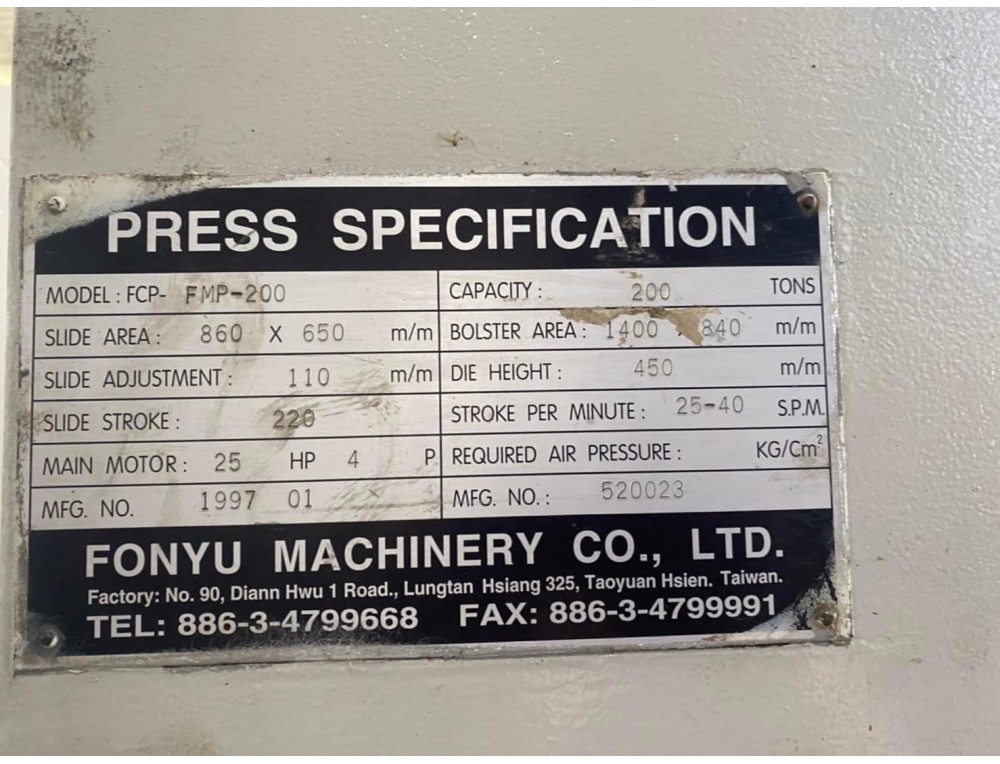 PRESS SPECIFICATION
MODEL : FCP- FMP-200 CAPACITY : 200 TONS
SLIDE AREA : 860 X 650 m/m BOLSTER AREA : 1400 840 m/m
SLIDE ADJUSTMENT : 110 m/m DIE HEIGHT : 450 m/m
SLIDE STROKE : 220 STROKE PER MINUTE : 25-40 S.P.M.
MAIN MOTOR : 25 HP 4 P REQUIRED AIR PRESSURE : KG/Cm²
MFG. NO. 1997 01 MFG. NO. : 520023
FONYU MACHINERY CO., LTD.
Factory: No. 90, Diann Hwu 1 Road., Lungtan Hsiang 325, Taoyuan Hsien. Taiwan.
TEL: 886-3-4799668 FAX: 886-3-4799991